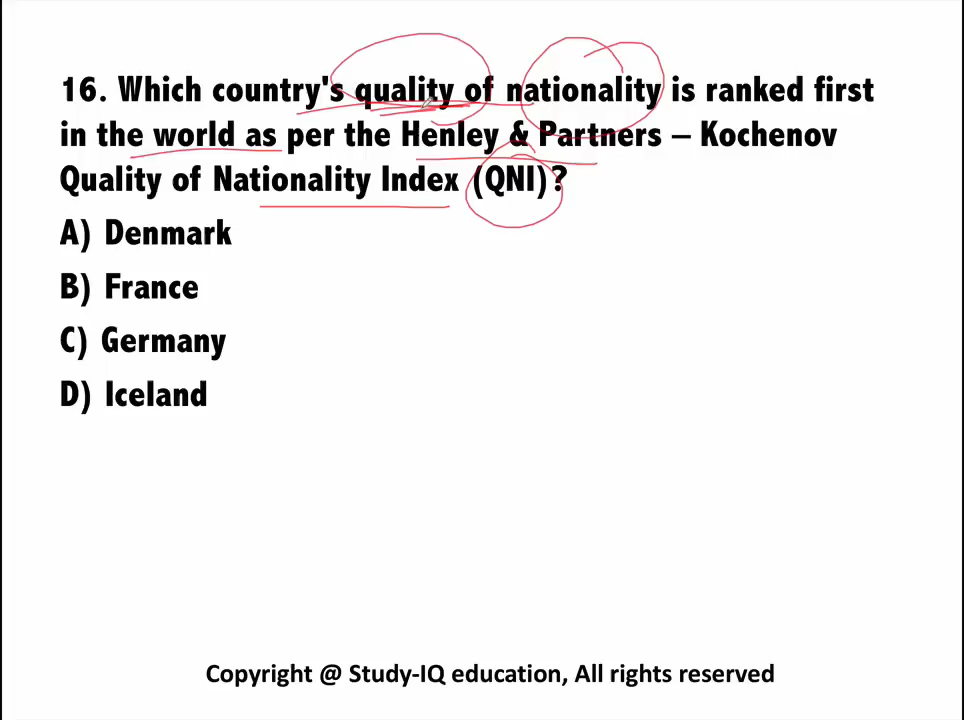 16. Which country's quality of nationality is ranked first
in the world as per the Henley & Partners – Kochenov
Quality of Nationality Index (QNI)?
A) Denmark
B) France
C) Germany
D) Iceland
Copyright @ Study-IQ education, All rights reserved